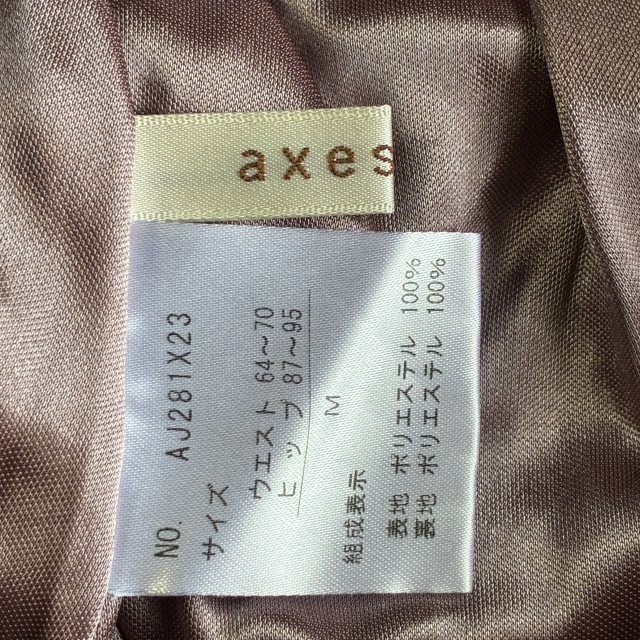 axes
NO. AJ281X23
サイズ
ウエスト 64～70
ヒップ 87～95
M
組成表示
表地 ポリエステル 100%
裏地 ポリエステル 100%